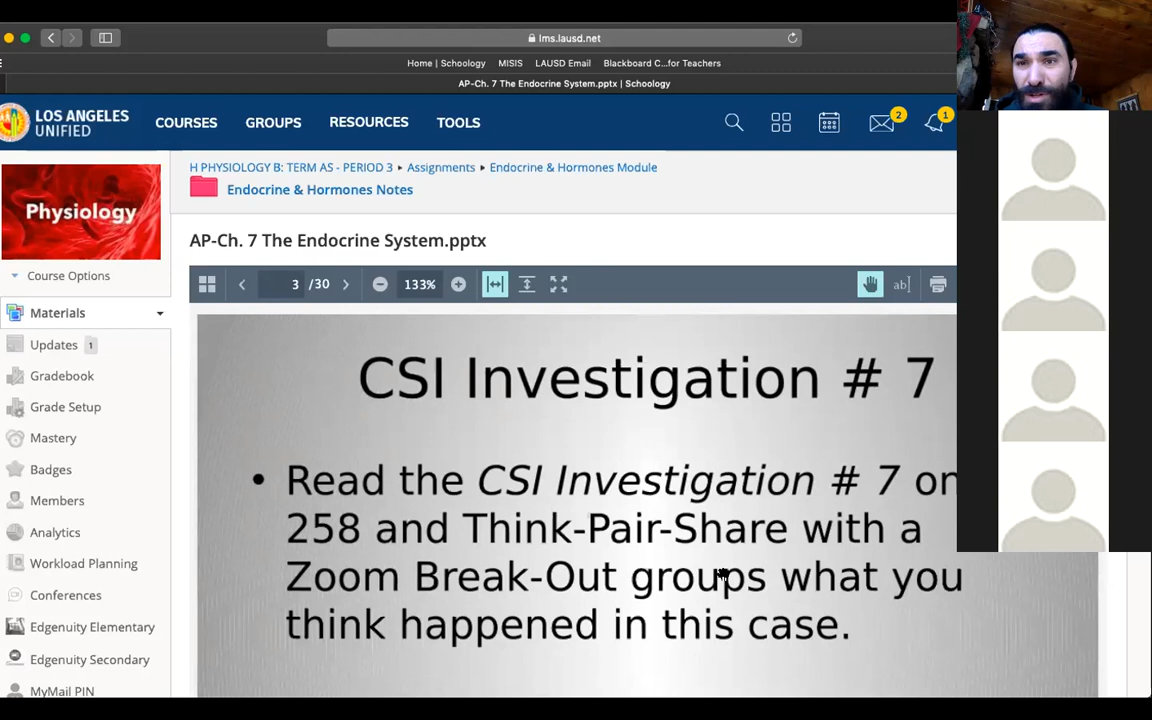 lms.lausd.net
Home | Schoology MISIS LAUSD Email Blackboard C...for Teachers
AP-Ch. 7 The Endocrine System.pptx | Schoology
LOS ANGELES
UNIFIED
COURSES GROUPS RESOURCES TOOLS
2
1
H PHYSIOLOGY B: TERM AS - PERIOD 3 ▸ Assignments ▸ Endocrine & Hormones Module
Endocrine & Hormones Notes
Physiology
AP-Ch. 7 The Endocrine System.pptx
Course Options
3 /30 133%
ab
Materials
Updates 1
Gradebook
Grade Setup
Mastery
Badges
Members
Analytics
Workload Planning
Conferences
Edgenuity Elementary
Edgenuity Secondary
MyMail PIN
CSI Investigation # 7
• Read the CSI Investigation # 7 on
258 and Think-Pair-Share with a
Zoom Break-Out groups what you
think happened in this case.